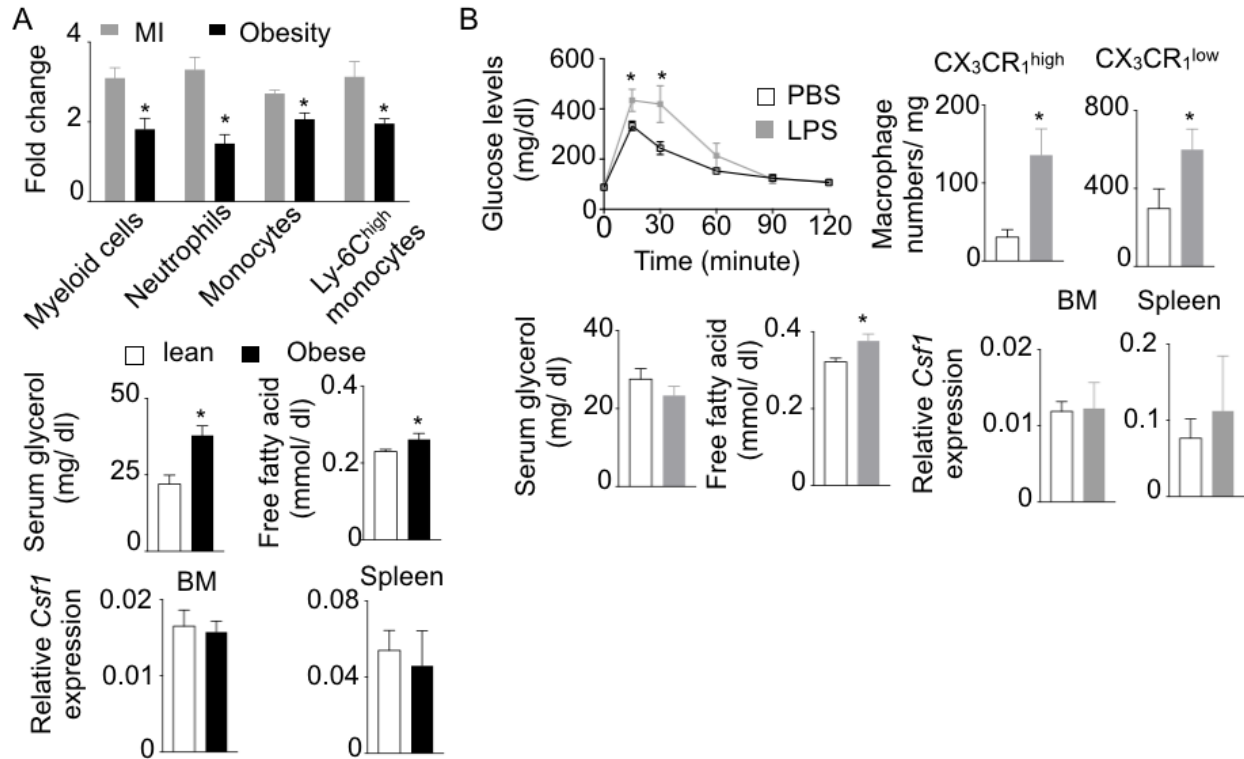 A
MI Obesity
Fold change
4
2
0
Myeloid cells
Neutrophils
Monocytes
Ly-6Chigh
monocytes
* * * *
lean Obese
Serum glycerol
(mg/ dl)
50
25
0
*
Free fatty acid
(mmol/ dl)
0.4
0.2
0
*
Relative Csf1
expression
BM
0.02
0.01
0
Spleen
0.08
0.04
0
B
Glucose levels
(mg/dl)
600
400
200
0
* *
PBS
LPS
0 30 60 90 120
Time (minute)
Macrophage
numbers/ mg
CX3CR1high
200
100
0
*
CX3CR1low
800
400
0
*
Serum glycerol
(mg/ dl)
40
20
0
Free fatty acid
(mmol/ dl)
0.4
0.2
0
*
Relative Csf1
expression
BM
0.02
0.01
0
Spleen
0.2
0.1
0